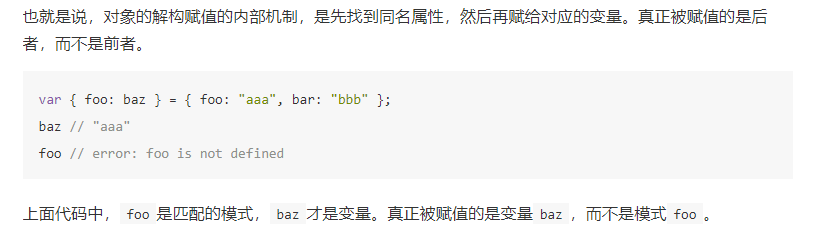 也就是说，对象的解构赋值的内部机制，是先找到同名属性，然后再赋给对应的变量。真正被赋值的是后
者，而不是前者。
var { foo: baz } = { foo: "aaa", bar: "bbb" };
baz // "aaa"
foo // error: foo is not defined
上面代码中， foo 是匹配的模式， baz 才是变量。真正被赋值的是变量 baz ，而不是模式 foo 。